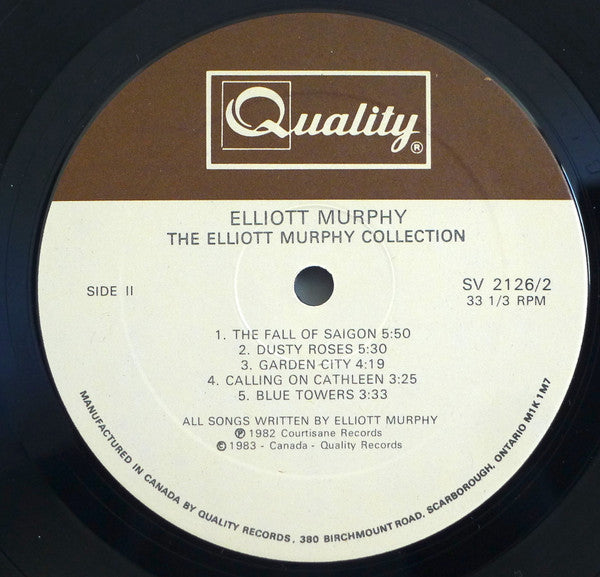 Quality®
ELLIOTT MURPHY
THE ELLIOTT MURPHY COLLECTION
SIDE II
SV 2126/2
33 1/3 RPM
1. THE FALL OF SAIGON 5:50
2. DUSTY ROSES 5:30
3. GARDEN CITY 4:19
4. CALLING ON CATHLEEN 3:25
5. BLUE TOWERS 3:33
ALL SONGS WRITTEN BY ELLIOTT MURPHY
℗1982 Courtisane Records
©1983 - Canada - Quality Records
MANUFACTURED IN CANADA BY QUALITY RECORDS, 380 BIRCHMOUNT ROAD, SCARBOROUGH, ONTARIO M1K 1M7